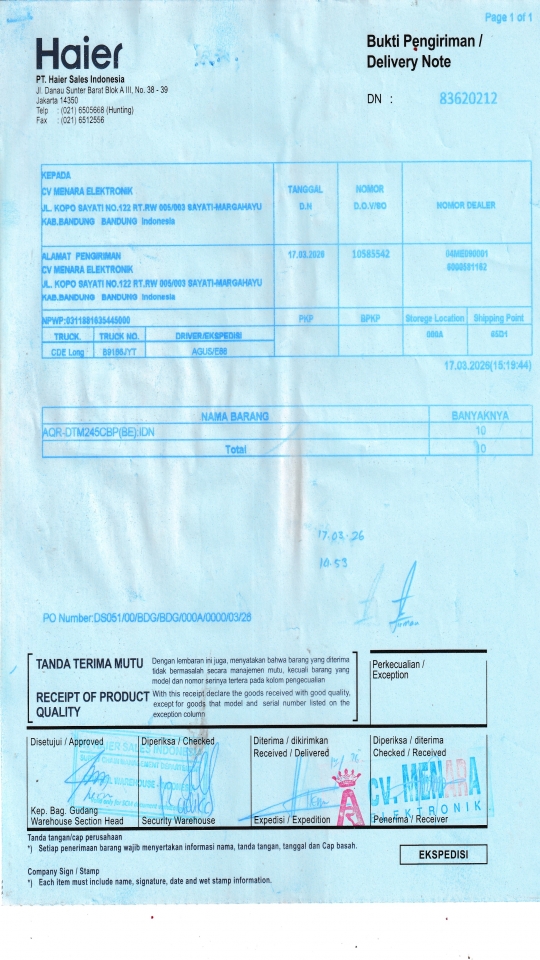 Page 1 of 1
Haier
Bukti Pengiriman /
Delivery Note
PT. Haier Sales Indonesia
Jl. Danau Sunter Barat Blok A III, No. 38 - 39
Jakarta 14350
Telp : (021) 6505668 (Hunting)
Fax : (021) 6512556
DN : 83620212
KEPADA
CV MENARA ELEKTRONIK
JL. KOPO SAYATI NO.122 RT.RW 005/003 SAYATI-MARGAHAYU
KAB.BANDUNG BANDUNG Indonesia
TANGGAL
D.N
NOMOR
D.O.V/SO
NOMOR DEALER
ALAMAT PENGIRIMAN
CV MENARA ELEKTRONIK
JL. KOPO SAYATI NO.122 RT.RW 005/003 SAYATI-MARGAHAYU
KAB.BANDUNG BANDUNG Indonesia
17.03.2026
10585542
PKP
BPKP
Storage Location
Shipping Point
TRUCK.
TRUCK NO.
DRIVER/EKSPEDISI
000A
CDE Long
AGUS/E86
17.03.2026(15:19:44)
NAMA BARANG
BANYAKNYA
AQR-DTM245CBP(BE);IDN
10
Total
10
17.03-26
10.53
PO Number:DS051/00/BDG/BDG/000A/0000/03/26
TANDA TERIMA MUTU
Dengan lembaran ini juga, menyatakan bahwa barang yang diterima
tidak bermasalah secara manajemen mutu, kecuali barang yang
model dan nomor serinya tertera pada kolom pengecualian
RECEIPT OF PRODUCT
QUALITY
With this receipt declare the goods received with good quality,
except for goods that model and serial number listed on the
exception column
Perkecualian /
Exception
Disetujui / Approved
Diperiksa / Checked
Diterima / dikirimkan
Received / Delivered
Diperiksa / diterima
Checked / Received
CV. MENARA
ELEKTRONIK
Kep. Bag. Gudang
Warehouse Section Head
Security Warehouse
Expedisi / Expedition
Penerima / Receiver
Tanda tangan/cap perusahaan
*) Setiap penerimaan barang wajib menyertakan informasi nama, tanda tangan, tanggal dan Cap basah.
EKSPEDISI
Company Sign / Stamp
*) Each item must include name, signature, date and wet stamp information.